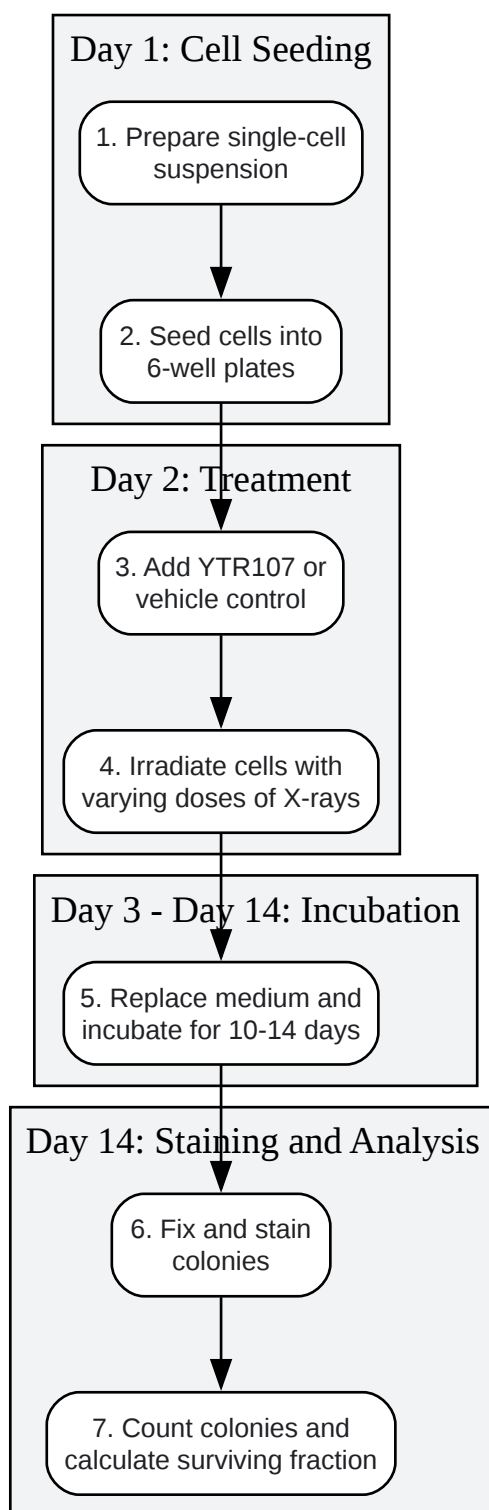 Day 1: Cell Seeding
1. Prepare single-cell
suspension
2. Seed cells into
6-well plates
Day 2: Treatment
3. Add YTR107 or
vehicle control
4. Irradiate cells with
varying doses of X-rays
Day 3 - Day 14: Incubation
5. Replace medium and
incubate for 10-14 days
Day 14: Staining and Analysis
6. Fix and stain
colonies
7. Count colonies and
calculate surviving fraction